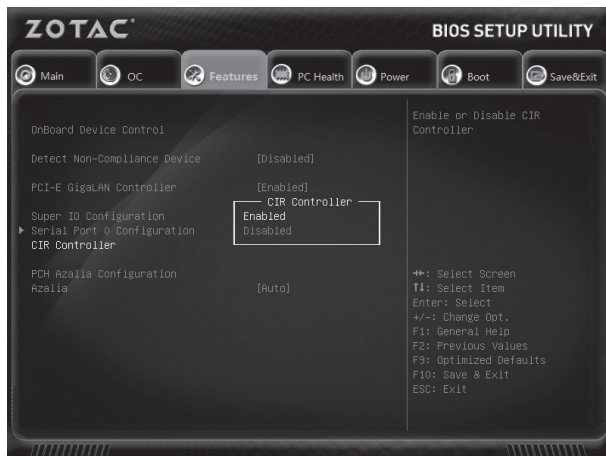 ZOTAC
BIOS SETUP UTILITY
Main
OC
Features
PC Health
Power
Boot
Save&Exit
OnBoard Device Control
Detect Non-Compliance Device [Disabled]
PCI-E GigaLAN Controller [Enabled]
Super IO Configuration
Serial Port 0 Configuration
CIR Controller
CIR Controller
Enabled
Disabled
PCH Azalia Configuration
Azalia [Auto]
Enable or Disable CIR
Controller
→←: Select Screen
↑↓: Select Item
Enter: Select
+/-: Change Opt.
F1: General Help
F2: Previous Values
F9: Optimized Defaults
F10: Save & Exit
ESC: Exit